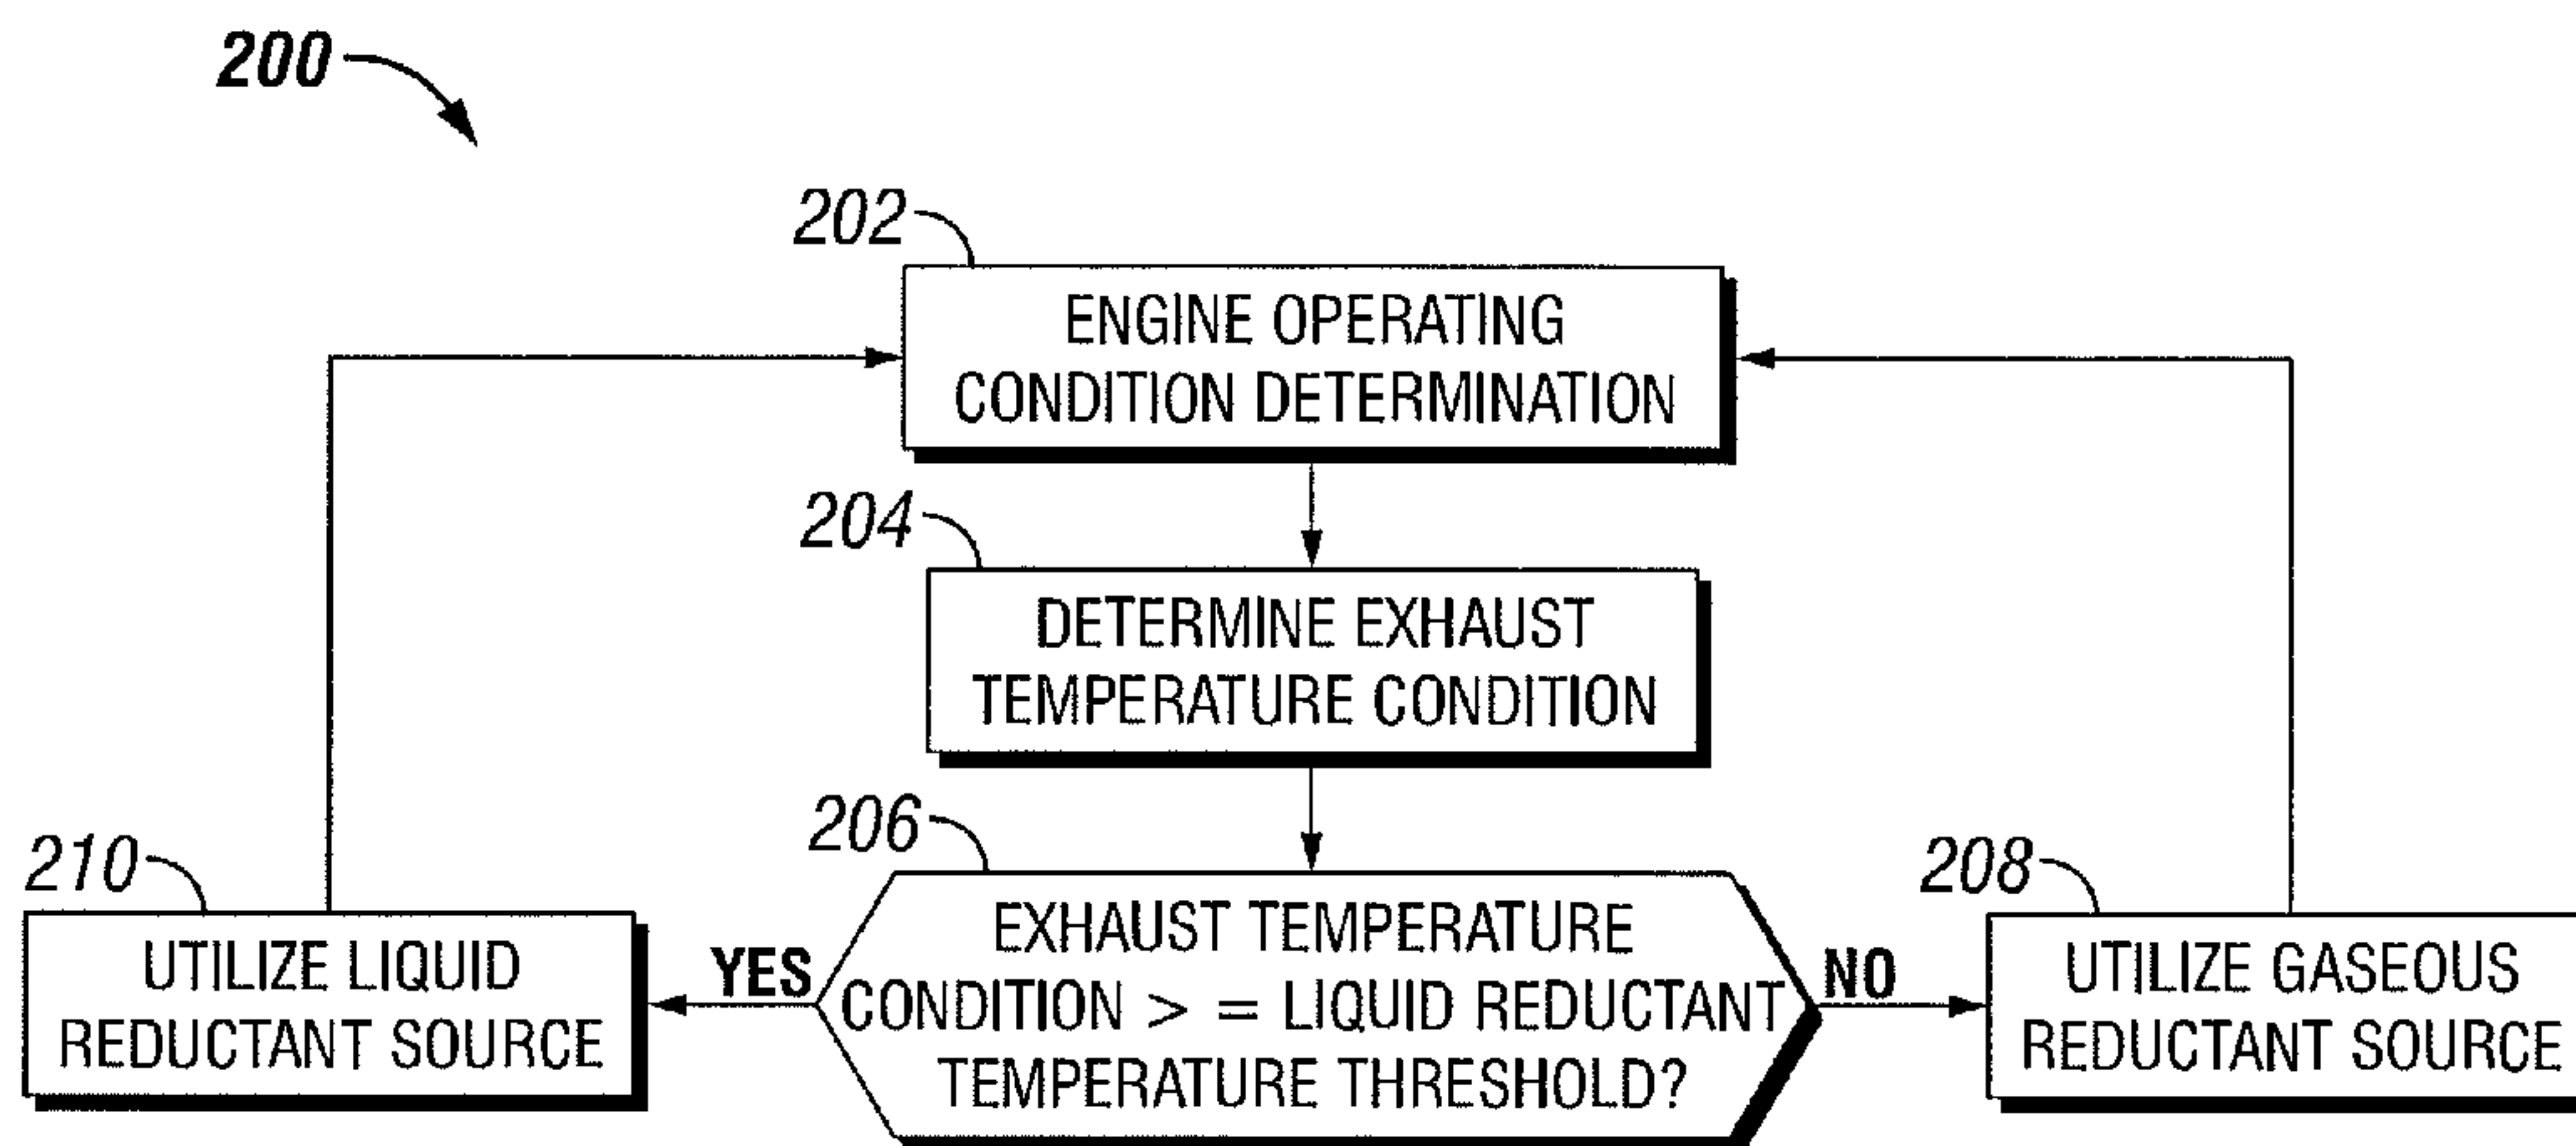 200
202
ENGINE OPERATING
CONDITION DETERMINATION
204
DETERMINE EXHAUST
TEMPERATURE CONDITION
206
EXHAUST TEMPERATURE
CONDITION > = LIQUID REDUCTANT
TEMPERATURE THRESHOLD?
YES
210
UTILIZE LIQUID
REDUCTANT SOURCE
NO
208
UTILIZE GASEOUS
REDUCTANT SOURCE